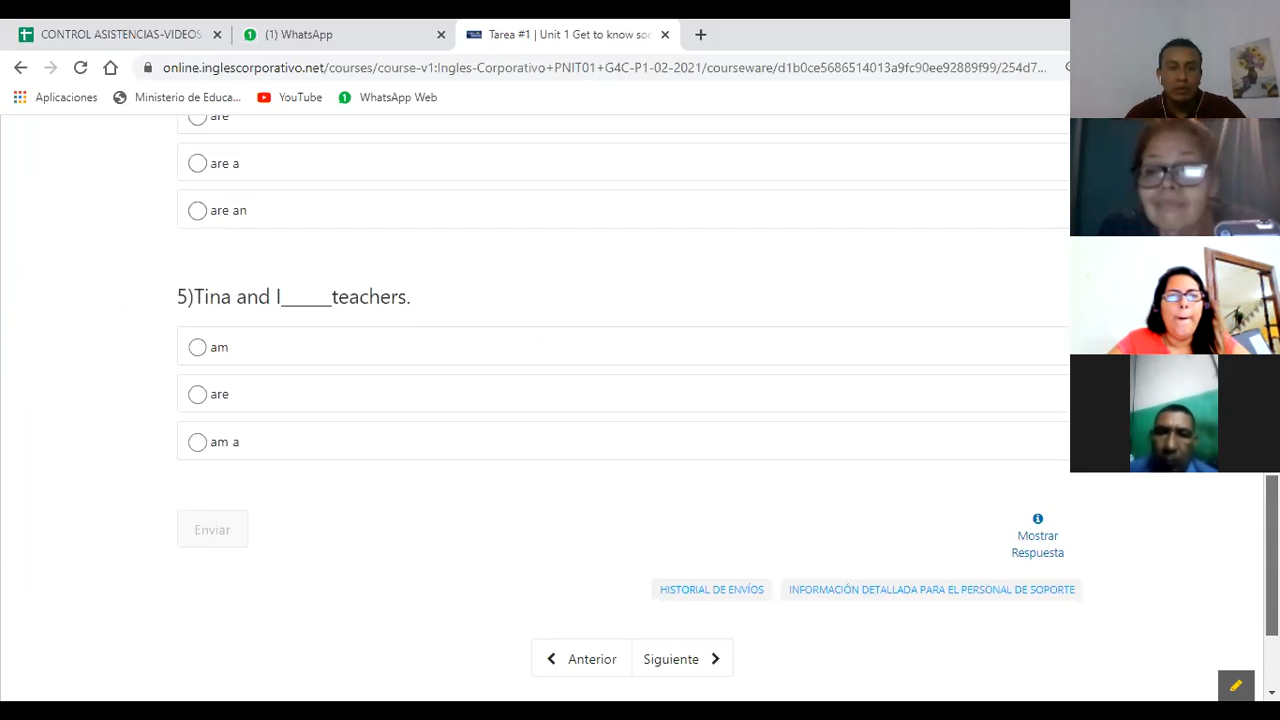 CONTROL ASISTENCIAS-VIDEOS
(1) WhatsApp
Tarea #1 | Unit 1 Get to know so
online.inglescorporativo.net/courses/course-v1:Ingles-Corporativo+PNIT01+G4C-P1-02-2021/courseware/d1b0ce5686514013a9fc90ee92889f99/254d7...
Aplicaciones
Ministerio de Educa...
YouTube
WhatsApp Web
are
are a
are an
5)Tina and I_____teachers.
am
are
am a
Enviar
Mostrar
Respuesta
HISTORIAL DE ENVÍOS
INFORMACIÓN DETALLADA PARA EL PERSONAL DE SOPORTE
Anterior
Siguiente